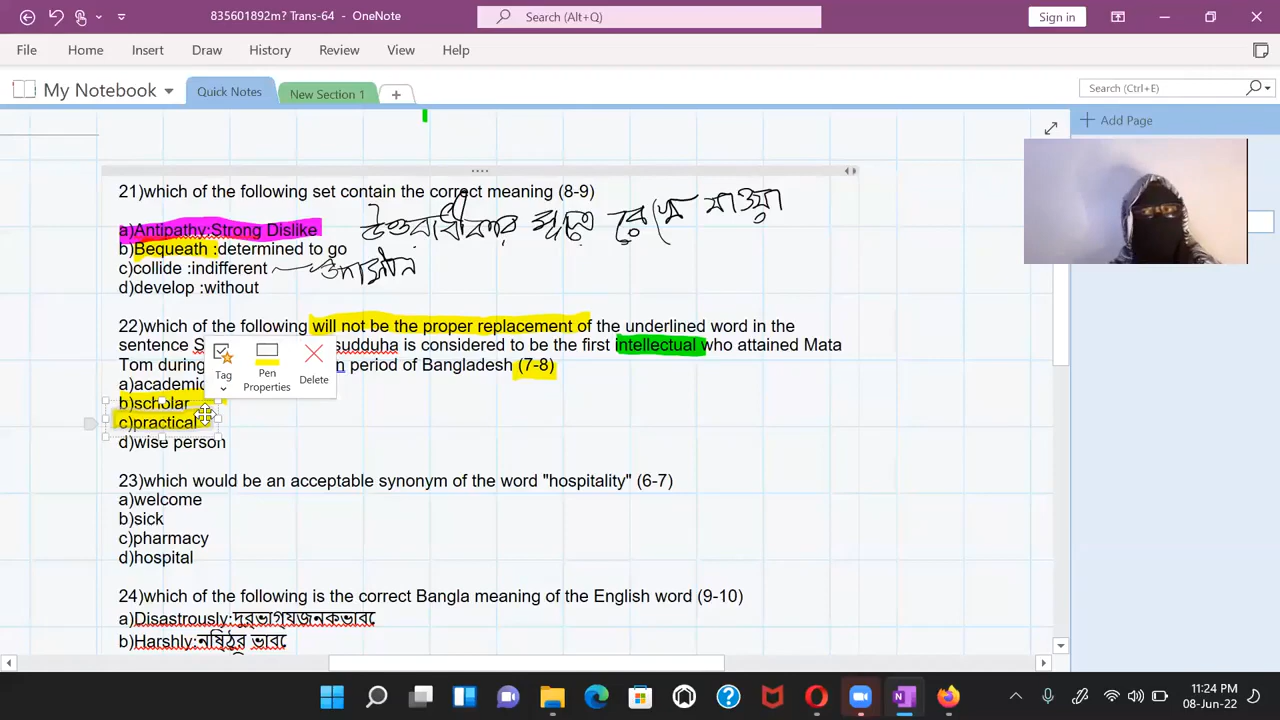 835601892m? Trans-64 - OneNote
Search (Alt+Q)
Sign in
File Home Insert Draw History Review View Help
My Notebook
Quick Notes
New Section 1
Search (Ctrl+E)
Add Page
21)which of the following set contain the correct meaning (8-9)
a)Antipathy:Strong Dislike
উত্তরাধিকার সূত্রে রেখে যাওয়া
b)Bequeath :determined to go
c)collide :indifferent
উদাসীন
d)develop :without
22)which of the following will not be the proper replacement of the underlined word in the
sentence S sudduha is considered to be the first intellectual who attained Mata
Tom during period of Bangladesh (7-8)
a)academic
b)scholar
c)practical
d)wise person
Tag
Pen Properties
Delete
23)which would be an acceptable synonym of the word "hospitality" (6-7)
a)welcome
b)sick
c)pharmacy
d)hospital
24)which of the following is the correct Bangla meaning of the English word (9-10)
a)Disastrously:দুর্ভাগ্যজনকভাবে
b)Harshly:নিষ্ঠুর ভাবে
11:24 PM
08-Jun-22